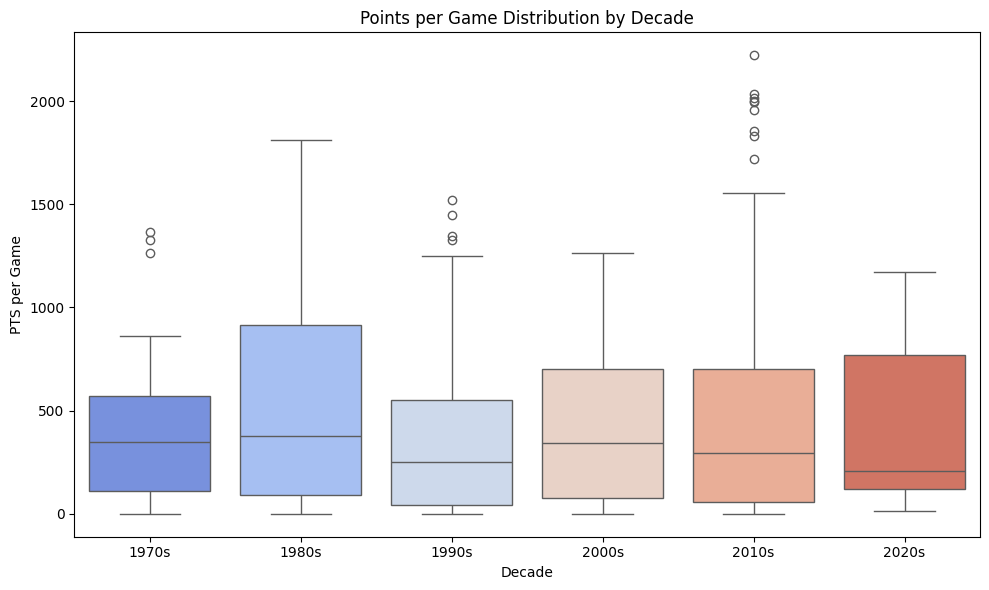 Points per Game Distribution by Decade
PTS per Game
2000
1500
1000
500
0
1970s 1980s 1990s 2000s 2010s 2020s
Decade